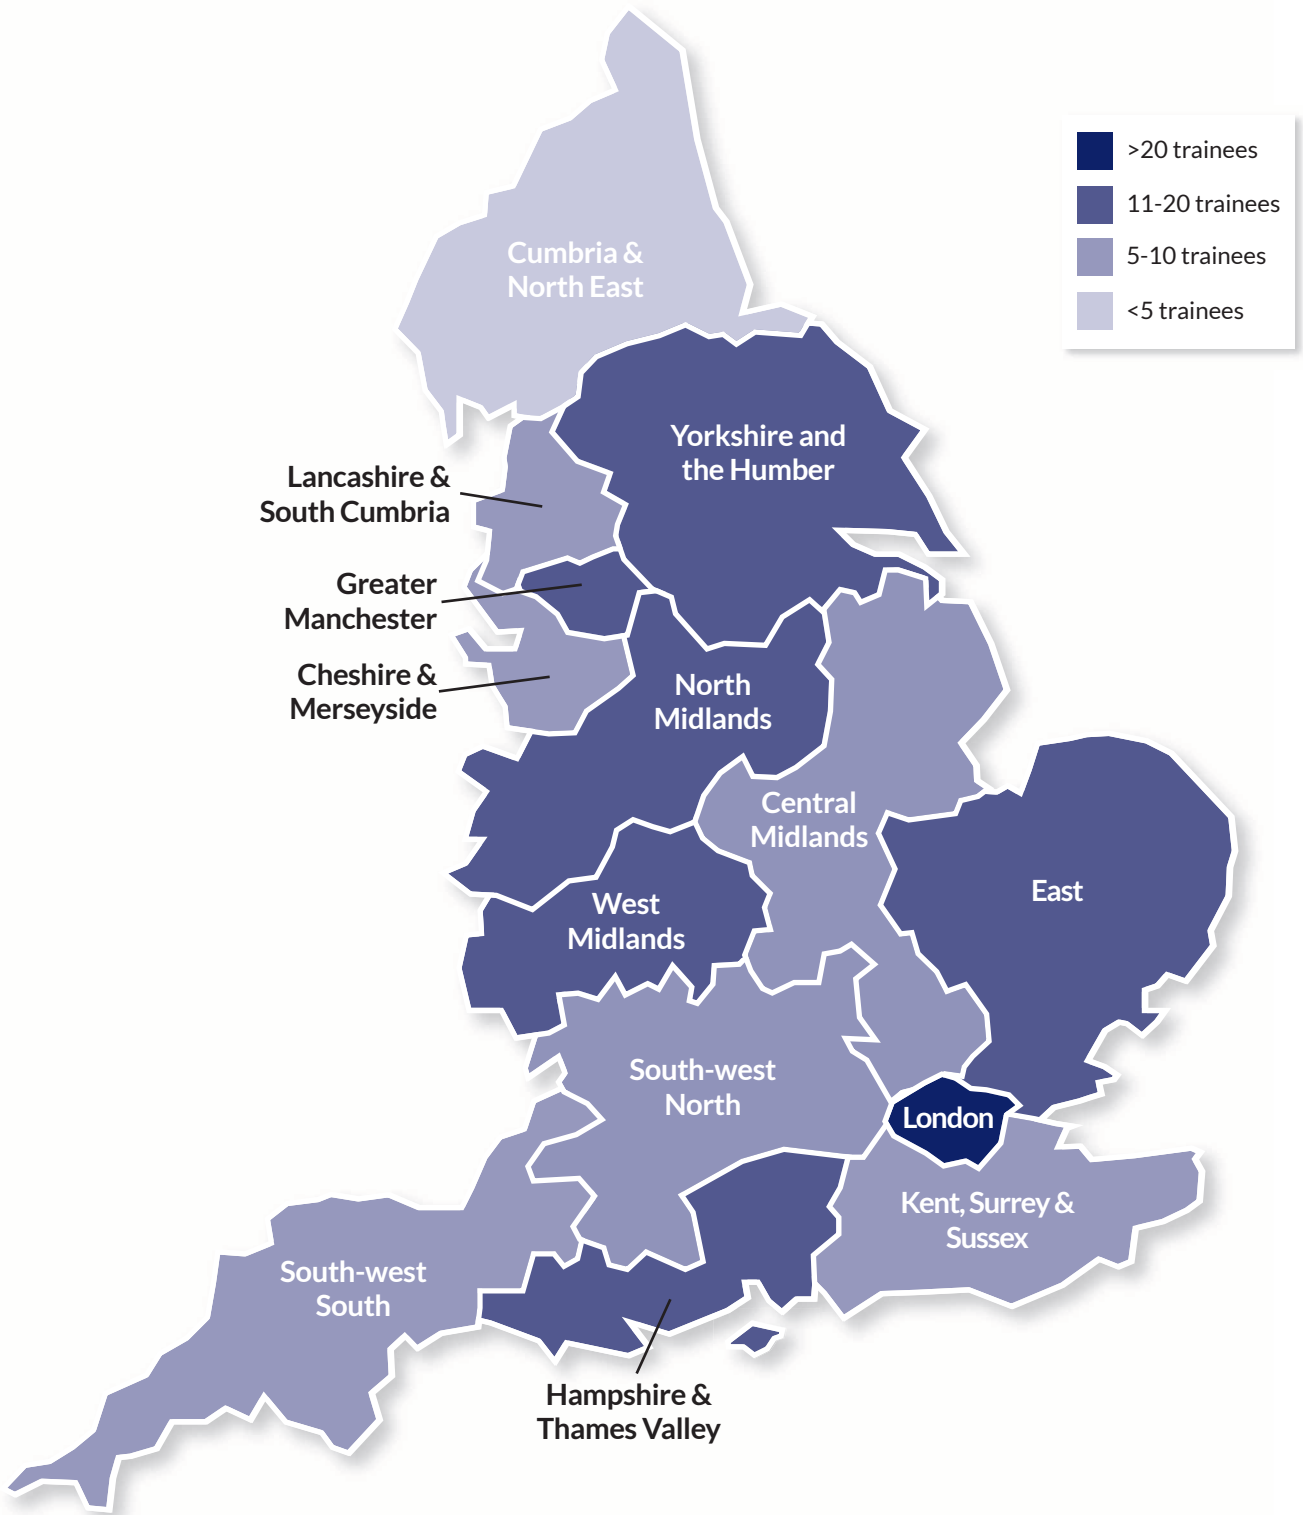 >20 trainees
11-20 trainees
5-10 trainees
<5 trainees
Cumbria &
North East
Yorkshire and
the Humber
Lancashire &
South Cumbria
Greater
Manchester
Cheshire &
Merseyside
North
Midlands
Central
Midlands
East
West
Midlands
South-west
North
London
Kent, Surrey &
Sussex
South-west
South
Hampshire &
Thames Valley